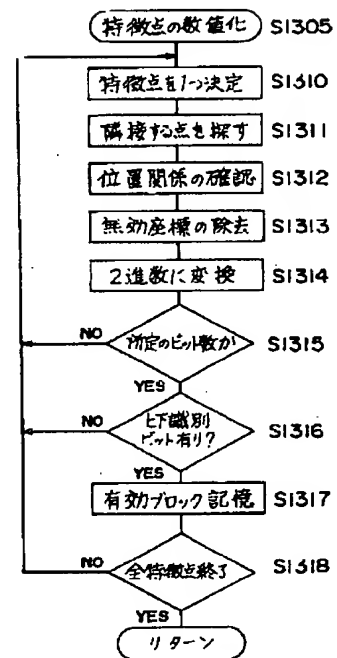 特徴点の数値化 S1305
特徴点を1つ決定 S1310
隣接する点を探す S1311
位置関係の確認 S1312
無効座標の除去 S1313
2進数に変換 S1314
所定のビット数か S1315
NO
YES
上下識別
ビット有り? S1316
NO
YES
有効ブロック記憶 S1317
全特徴点終了 S1318
NO
YES
リターン